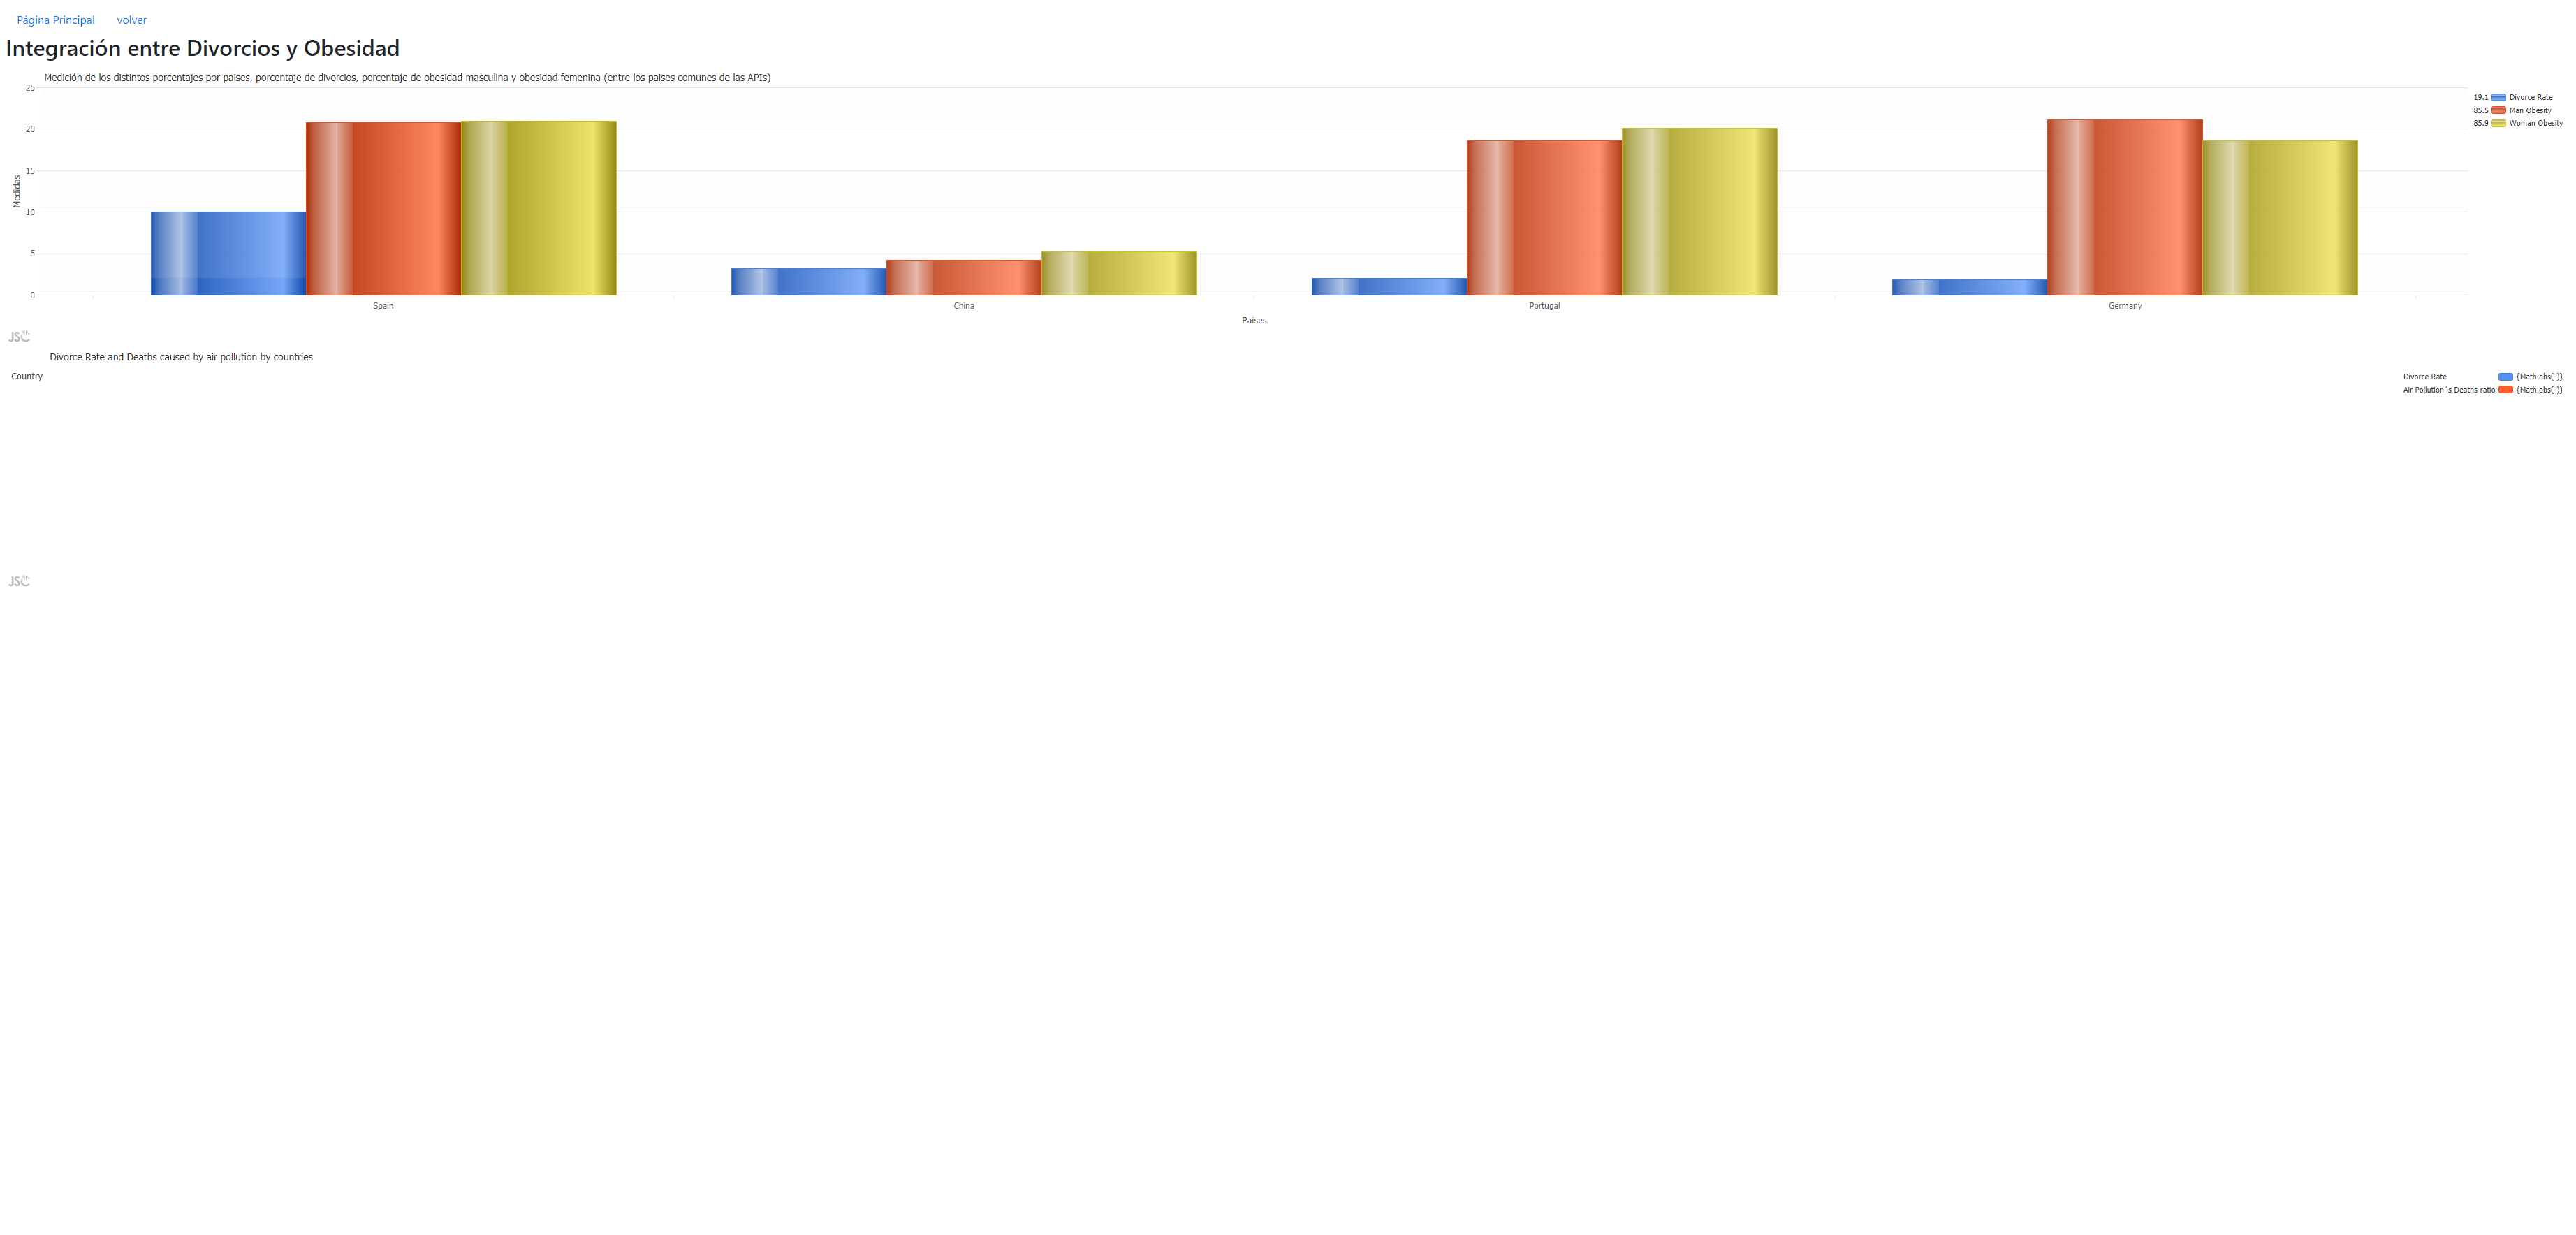 Página Principal volver
Integración entre Divorcios y Obesidad
Medición de los distintos porcentajes por paises, porcentaje de divorcios, porcentaje de obesidad masculina y obesidad femenina (entre los paises comunes de las APIs)
25
20
15
10
5
0
Medidas
19.1 Divorce Rate
85.5 Man Obesity
85.9 Woman Obesity
Spain China Portugal Germany
Paises
JSC
Divorce Rate and Deaths caused by air pollution by countries
Country
Divorce Rate {Math.abs(-)}
Air Pollution´s Deaths ratio {Math.abs(-)}
JSC